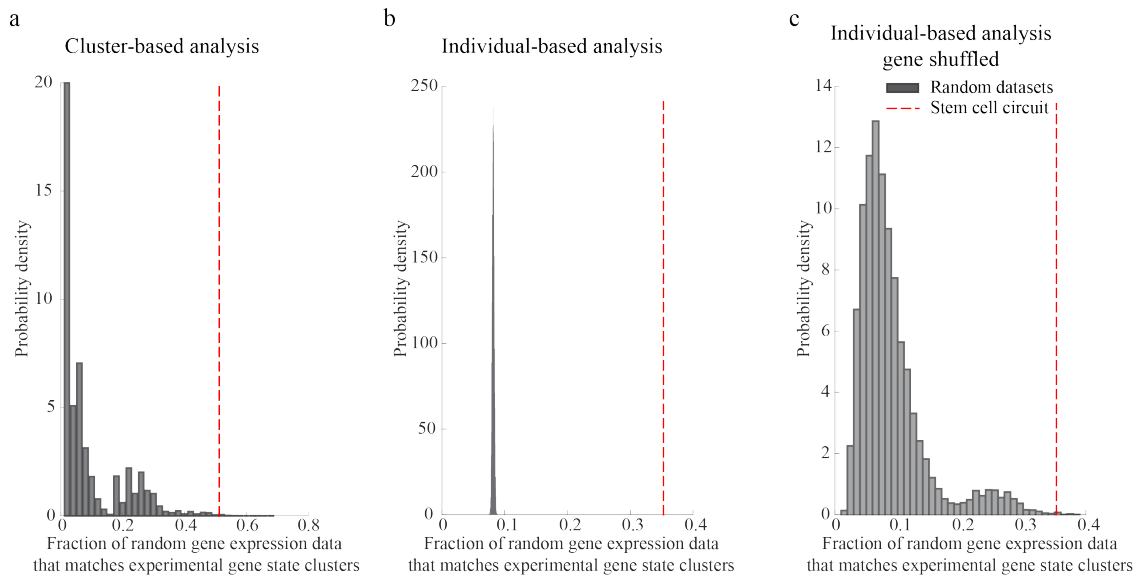 a
Cluster-based analysis
20
15
10
5
0
0
0.2
0.4
0.6
0.8
Probability density
Fraction of random gene expression data
that matches experimental gene state clusters
b
Individual-based analysis
250
200
150
100
50
0
0
0.1
0.2
0.3
0.4
Probability density
Fraction of random gene expression data
that matches experimental gene state clusters
c
Individual-based analysis
gene shuffled
Random datasets
Stem cell circuit
14
12
10
8
6
4
2
0
0
0.1
0.2
0.3
0.4
Probability density
Fraction of random gene expression data
that matches experimental gene state clusters